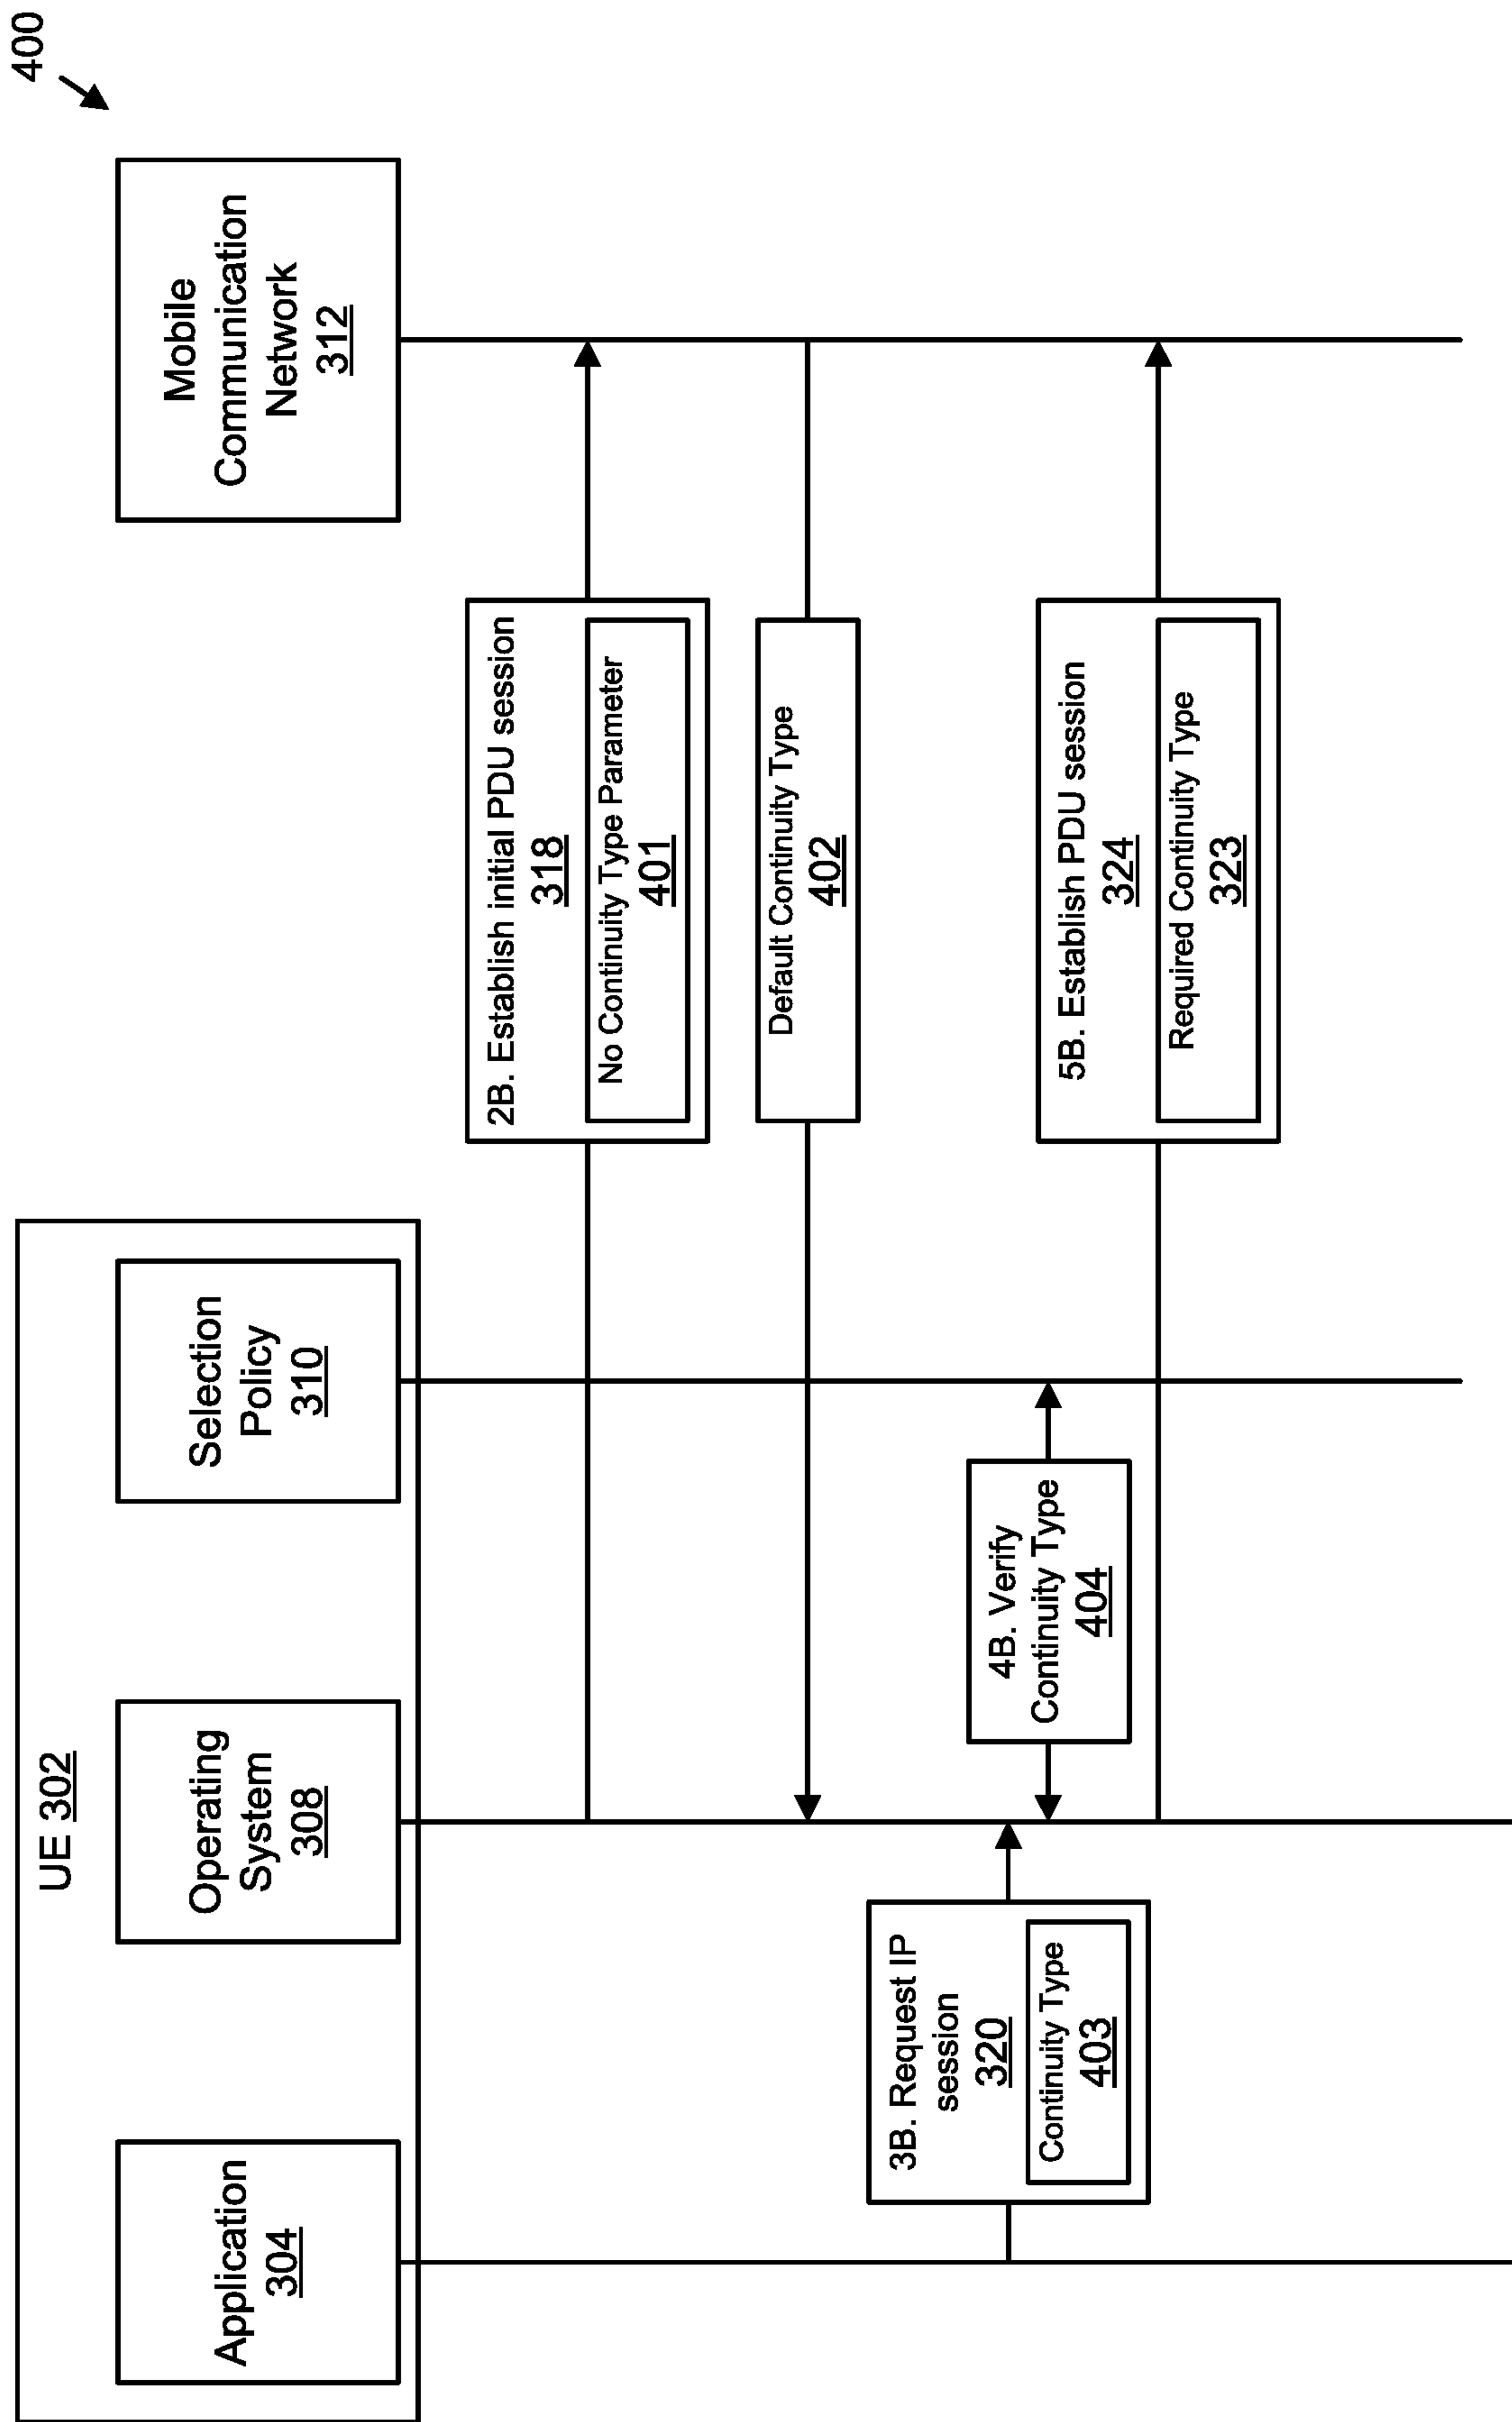 400
UE 302
Application
304
Operating
System
308
Selection
Policy
310
Mobile
Communication
Network
312
2B. Establish initial PDU session
318
No Continuity Type Parameter
401
Default Continuity Type
402
3B. Request IP
session
320
Continuity Type
403
4B. Verify
Continuity Type
404
5B. Establish PDU session
324
Required Continuity Type
323